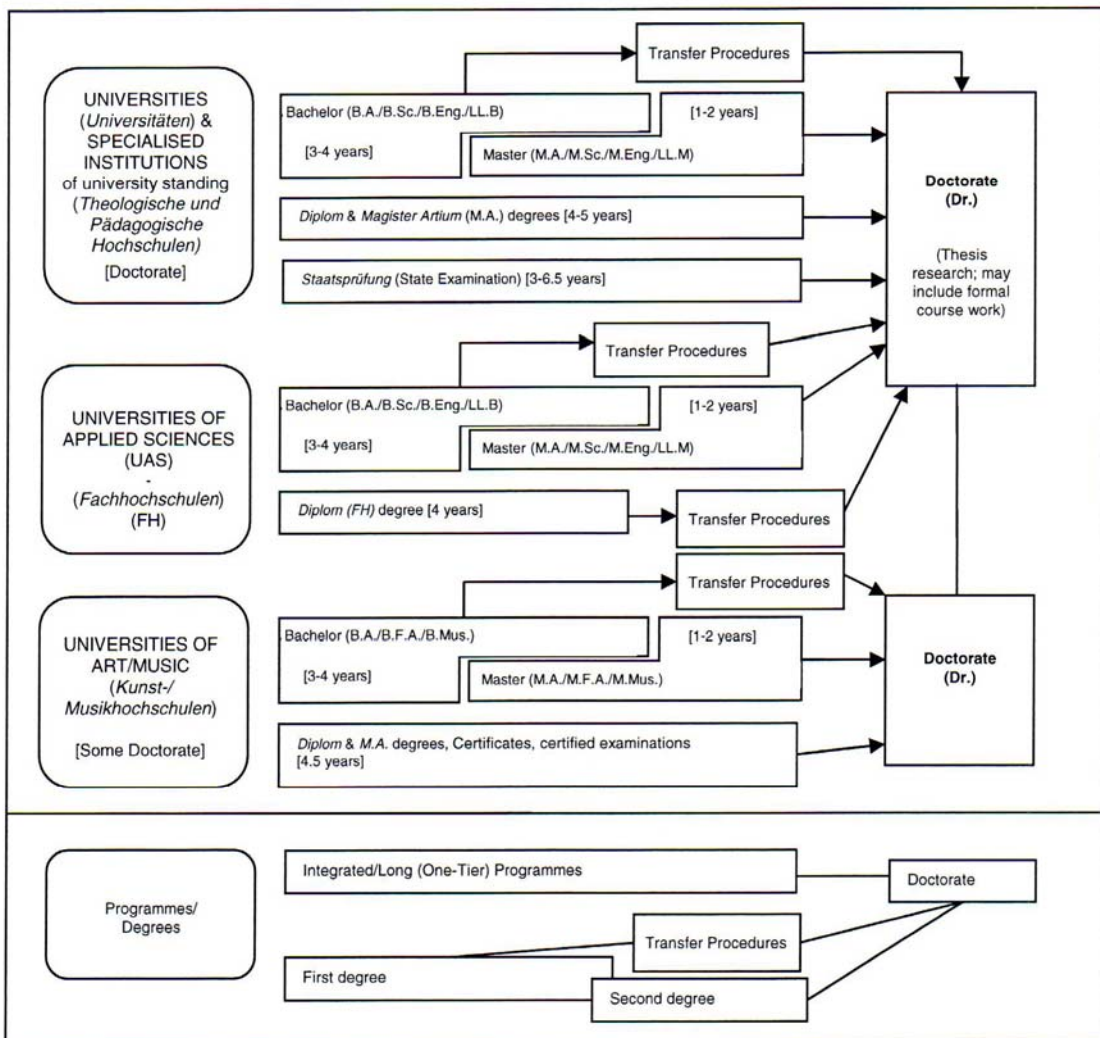 Transfer Procedures
UNIVERSITIES
(Universitäten) &
SPECIALISED
INSTITUTIONS
of university standing
(Theologische und
Pädagogische
Hochschulen)
[Doctorate]
Bachelor (B.A./B.Sc./B.Eng./LL.B)
[1-2 years]
[3-4 years]
Master (M.A./M.Sc./M.Eng./LL.M)
Diplom & Magister Artium (M.A.) degrees [4-5 years]
Staatsprüfung (State Examination) [3-6.5 years]
Doctorate
(Dr.)
(Thesis
research; may
include formal
course work)
UNIVERSITIES OF
APPLIED SCIENCES
(UAS)
-
(Fachhochschulen)
(FH)
Transfer Procedures
Bachelor (B.A./B.Sc./B.Eng./LL.B)
[1-2 years]
[3-4 years]
Master (M.A./M.Sc./M.Eng./LL.M)
Diplom (FH) degree [4 years]
Transfer Procedures
UNIVERSITIES OF
ART/MUSIC
(Kunst-/
Musikhochschulen)
[Some Doctorate]
Transfer Procedures
Bachelor (B.A./B.F.A./B.Mus.)
[1-2 years]
[3-4 years]
Master (M.A./M.F.A./M.Mus.)
Diplom & M.A. degrees, Certificates, certified examinations
[4.5 years]
Doctorate
(Dr.)
Programmes/
Degrees
Integrated/Long (One-Tier) Programmes
Doctorate
Transfer Procedures
First degree
Second degree